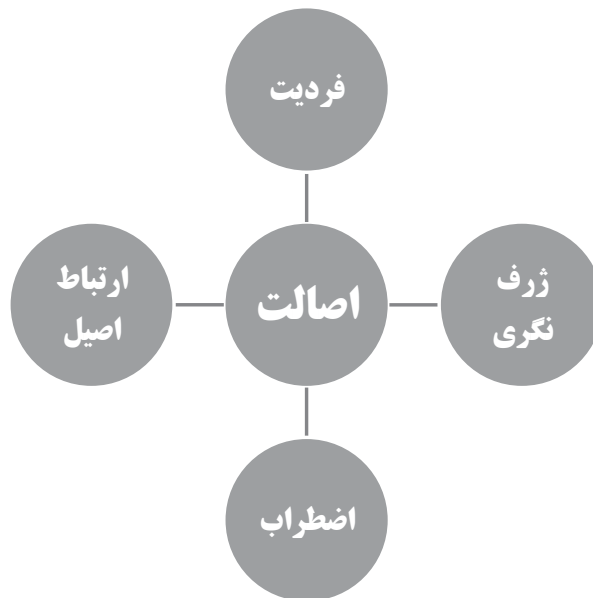 فردیت
ژرف
نگری
اصالت
ارتباط
اصیل
اضطراب